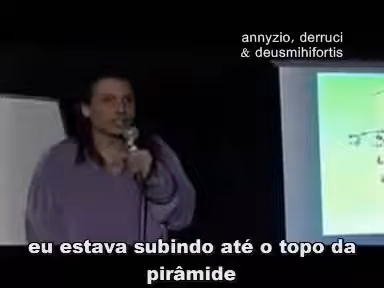 annyzio, derruci
& deusmihifortis
eu estava subindo até o topo da
pirâmide